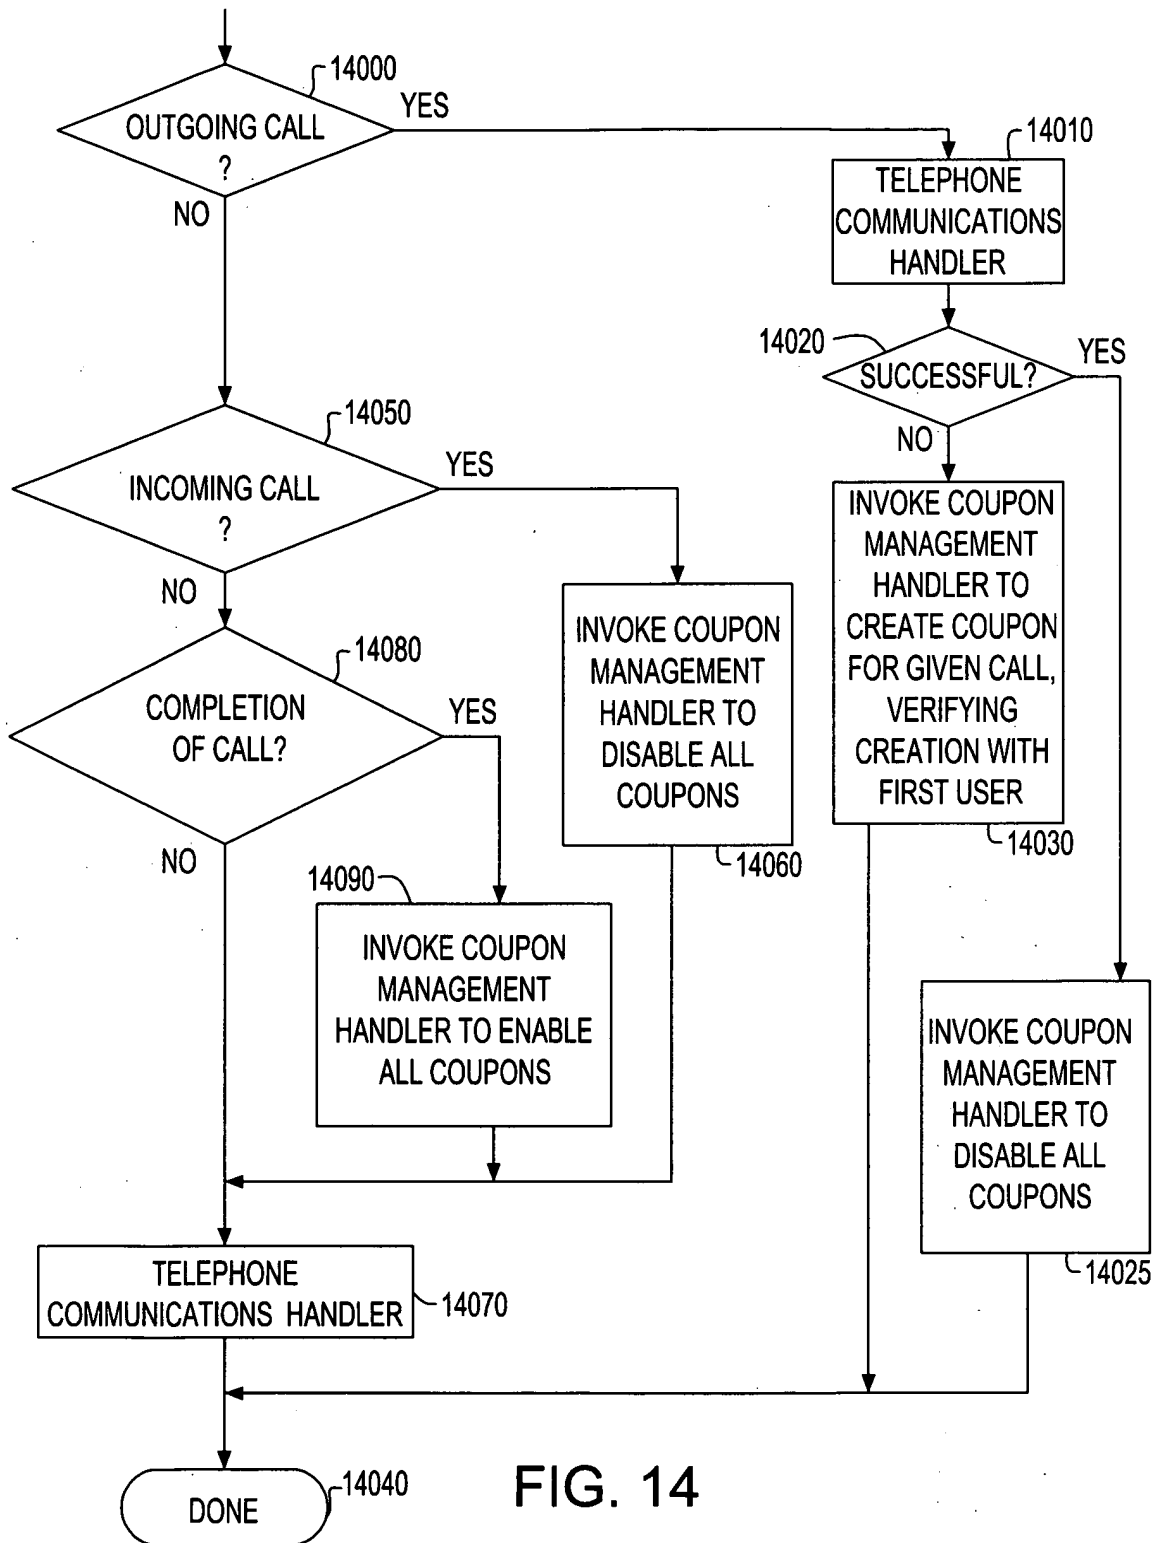 14000
OUTGOING CALL
?
YES
NO
14010
TELEPHONE
COMMUNICATIONS
HANDLER
14020
SUCCESSFUL?
YES
NO
14050
INCOMING CALL
?
YES
NO
INVOKE COUPON
MANAGEMENT
HANDLER TO
CREATE COUPON
FOR GIVEN CALL,
VERIFYING
CREATION WITH
FIRST USER
14030
INVOKE COUPON
MANAGEMENT
HANDLER TO
DISABLE ALL
COUPONS
14060
14080
COMPLETION
OF CALL?
YES
NO
14090
INVOKE COUPON
MANAGEMENT
HANDLER TO ENABLE
ALL COUPONS
INVOKE COUPON
MANAGEMENT
HANDLER TO
DISABLE ALL
COUPONS
14025
TELEPHONE
COMMUNICATIONS HANDLER
14070
DONE
14040
FIG. 14